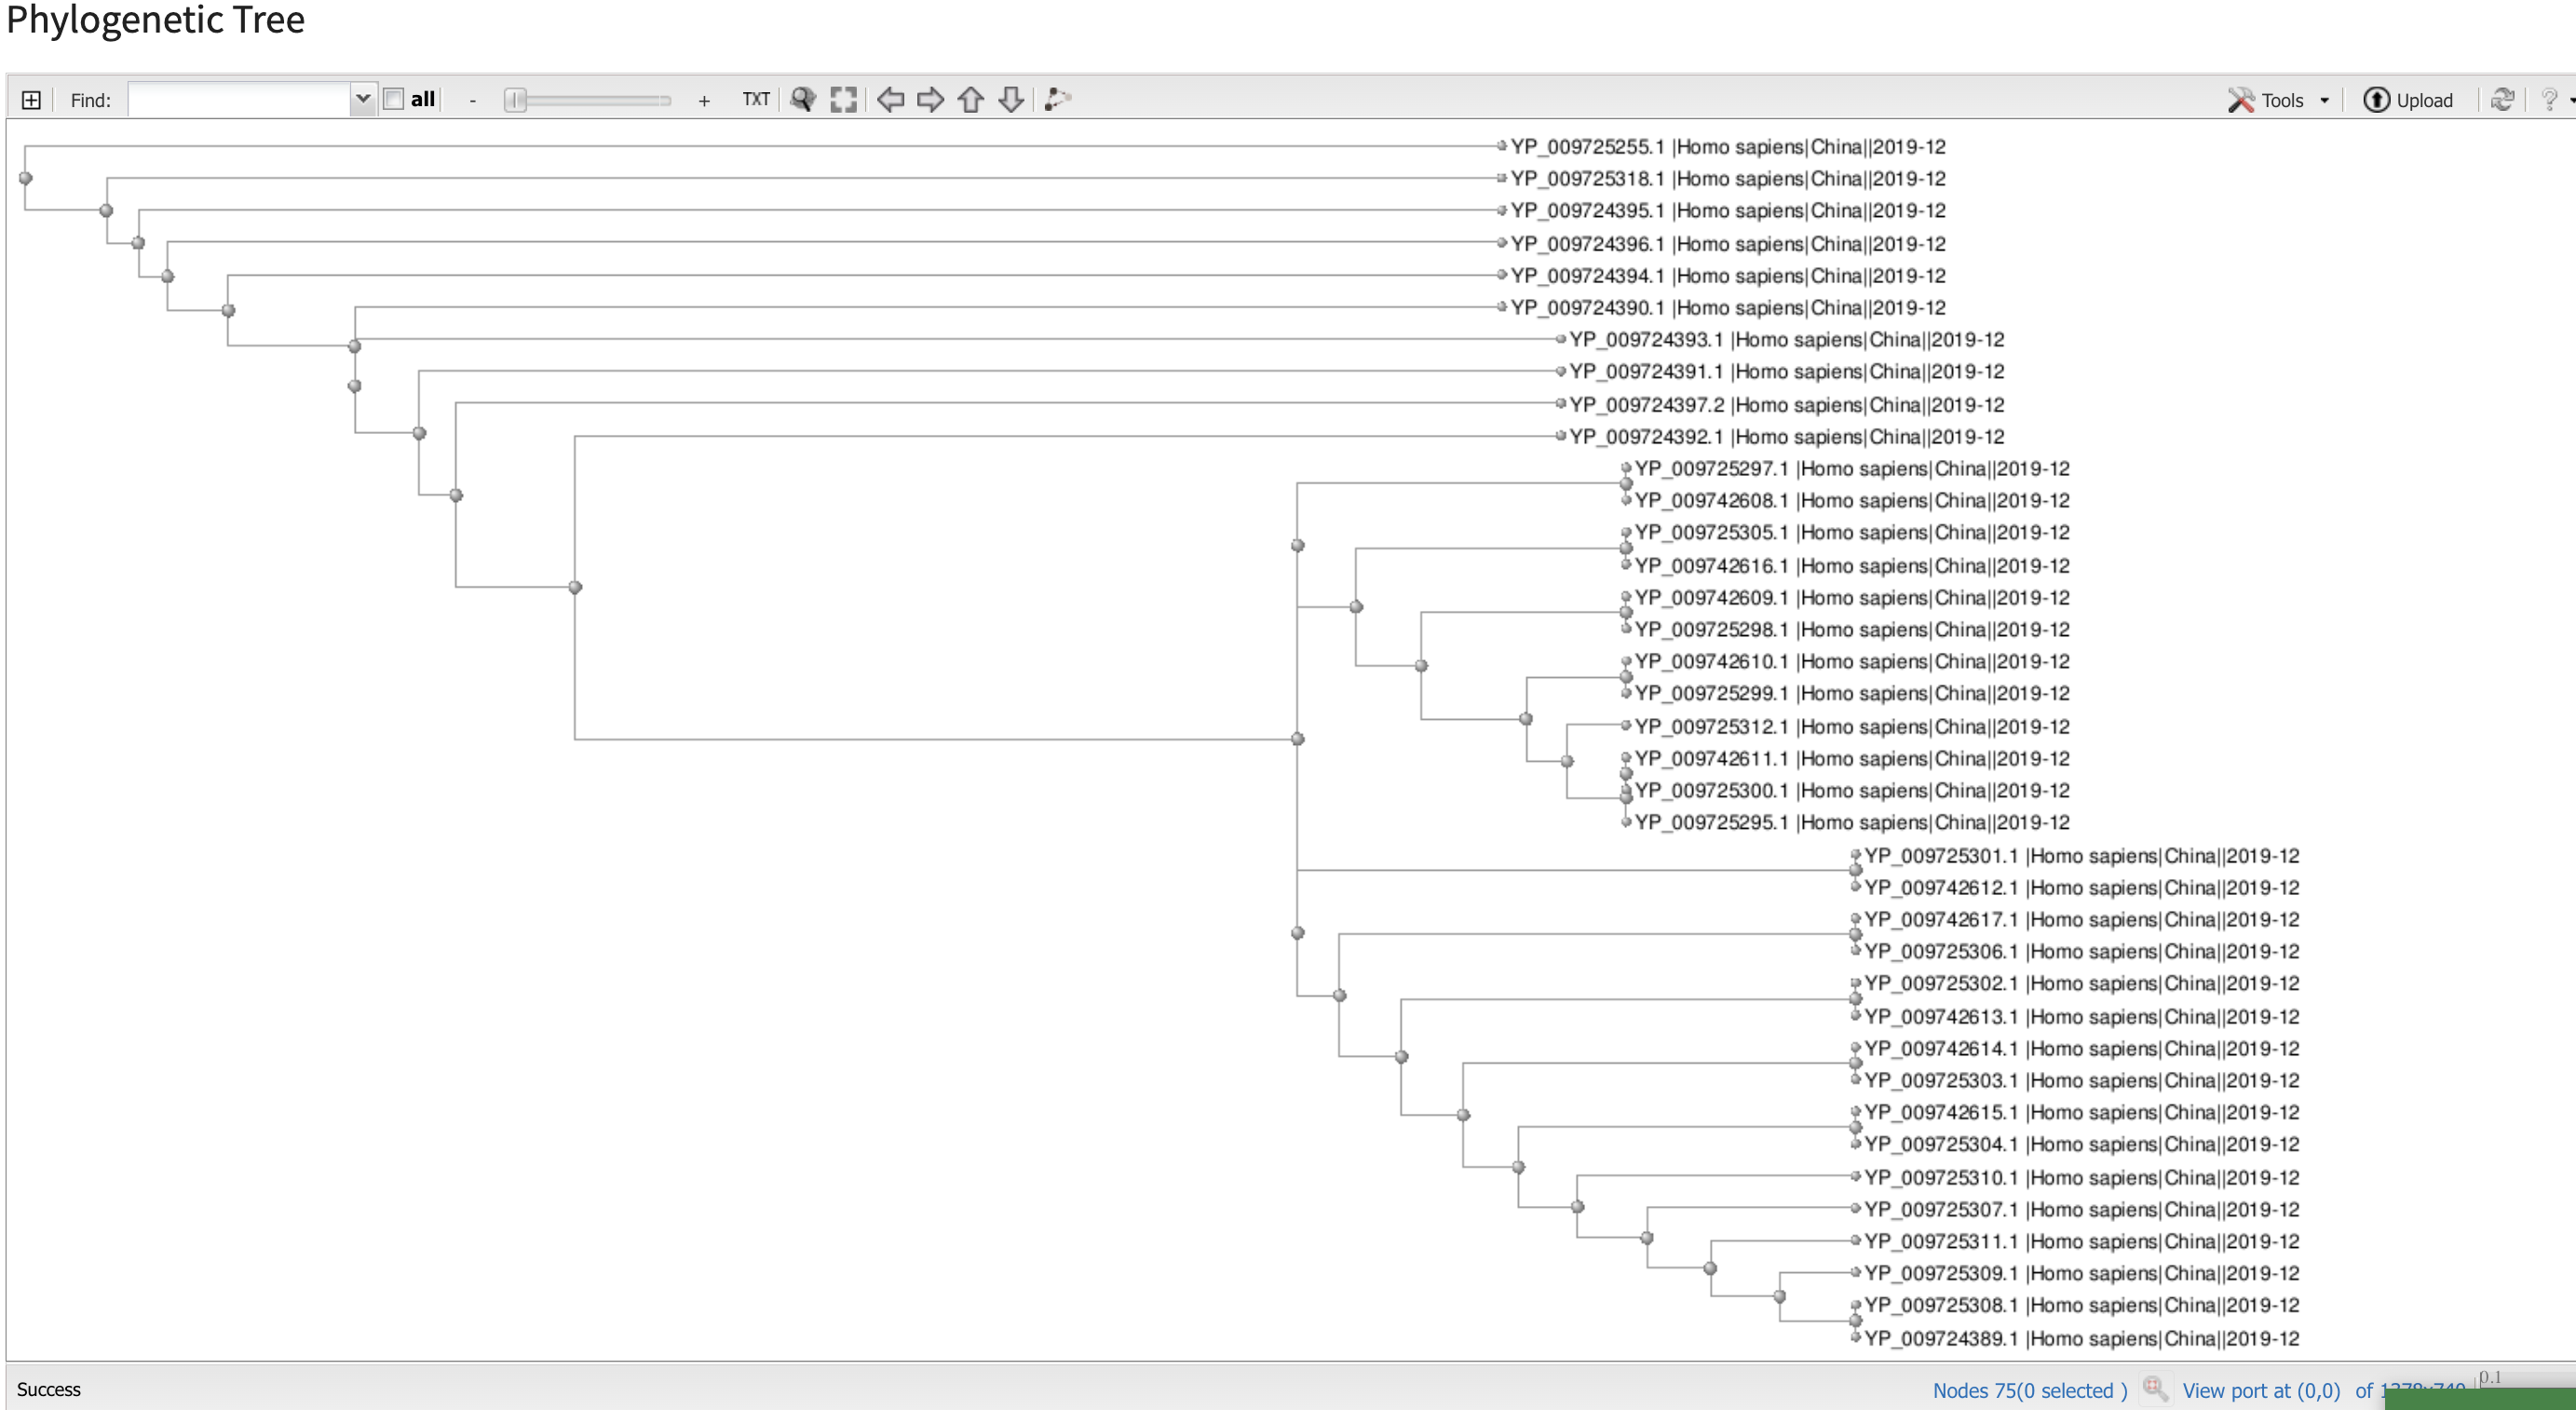 Phylogenetic Tree
Find: all - + TXT Tools Upload ?
YP_009725255.1 |Homo sapiens|China||2019-12
YP_009725318.1 |Homo sapiens|China||2019-12
YP_009724395.1 |Homo sapiens|China||2019-12
YP_009724396.1 |Homo sapiens|China||2019-12
YP_009724394.1 |Homo sapiens|China||2019-12
YP_009724390.1 |Homo sapiens|China||2019-12
YP_009724393.1 |Homo sapiens|China||2019-12
YP_009724391.1 |Homo sapiens|China||2019-12
YP_009724397.2 |Homo sapiens|China||2019-12
YP_009724392.1 |Homo sapiens|China||2019-12
YP_009725297.1 |Homo sapiens|China||2019-12
YP_009742608.1 |Homo sapiens|China||2019-12
YP_009725305.1 |Homo sapiens|China||2019-12
YP_009742616.1 |Homo sapiens|China||2019-12
YP_009742609.1 |Homo sapiens|China||2019-12
YP_009725298.1 |Homo sapiens|China||2019-12
YP_009742610.1 |Homo sapiens|China||2019-12
YP_009725299.1 |Homo sapiens|China||2019-12
YP_009725312.1 |Homo sapiens|China||2019-12
YP_009742611.1 |Homo sapiens|China||2019-12
YP_009725300.1 |Homo sapiens|China||2019-12
YP_009725295.1 |Homo sapiens|China||2019-12
YP_009725301.1 |Homo sapiens|China||2019-12
YP_009742612.1 |Homo sapiens|China||2019-12
YP_009742617.1 |Homo sapiens|China||2019-12
YP_009725306.1 |Homo sapiens|China||2019-12
YP_009725302.1 |Homo sapiens|China||2019-12
YP_009742613.1 |Homo sapiens|China||2019-12
YP_009742614.1 |Homo sapiens|China||2019-12
YP_009725303.1 |Homo sapiens|China||2019-12
YP_009742615.1 |Homo sapiens|China||2019-12
YP_009725304.1 |Homo sapiens|China||2019-12
YP_009725310.1 |Homo sapiens|China||2019-12
YP_009725307.1 |Homo sapiens|China||2019-12
YP_009725311.1 |Homo sapiens|China||2019-12
YP_009725309.1 |Homo sapiens|China||2019-12
YP_009725308.1 |Homo sapiens|China||2019-12
YP_009724389.1 |Homo sapiens|China||2019-12
Success Nodes 75(0 selected ) View port at (0,0) of 0.1